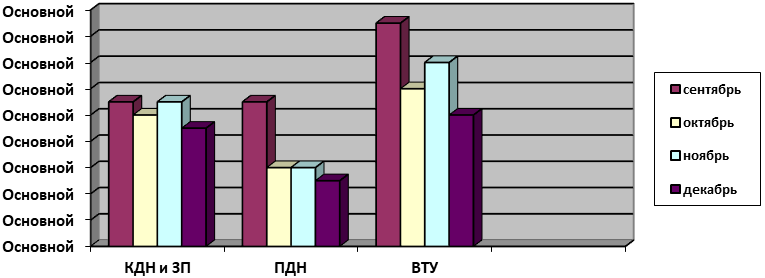 Основной
Основной
Основной
Основной
Основной
Основной
Основной
Основной
Основной
Основной
КДН и ЗП ПДН ВТУ
сентябрь
октябрь
ноябрь
декабрь